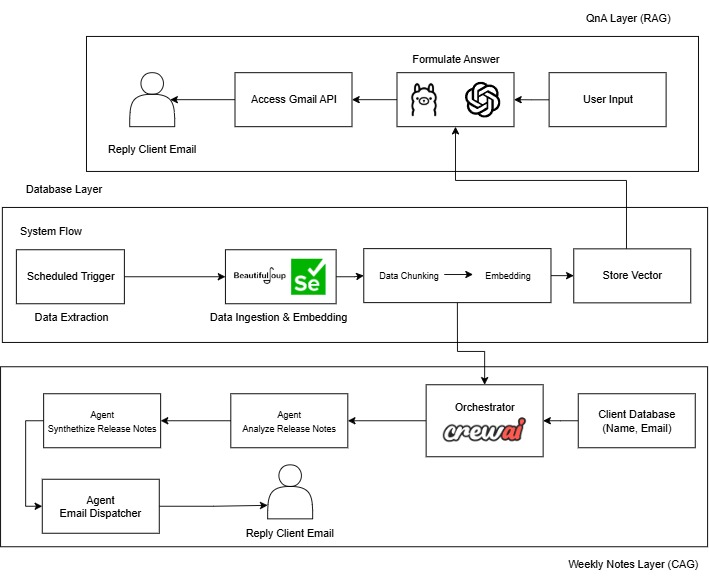 QnA Layer (RAG)
Formulate Answer
Access Gmail API
User Input
Reply Client Email
Database Layer
System Flow
Scheduled Trigger
BeautifulSoup
Se
Data Chunking
Embedding
Store Vector
Data Extraction
Data Ingestion & Embedding
Agent
Synthethize Release Notes
Agent
Analyze Release Notes
Orchestrator
crewai
Client Database
(Name, Email)
Agent
Email Dispatcher
Reply Client Email
Weekly Notes Layer (CAG)